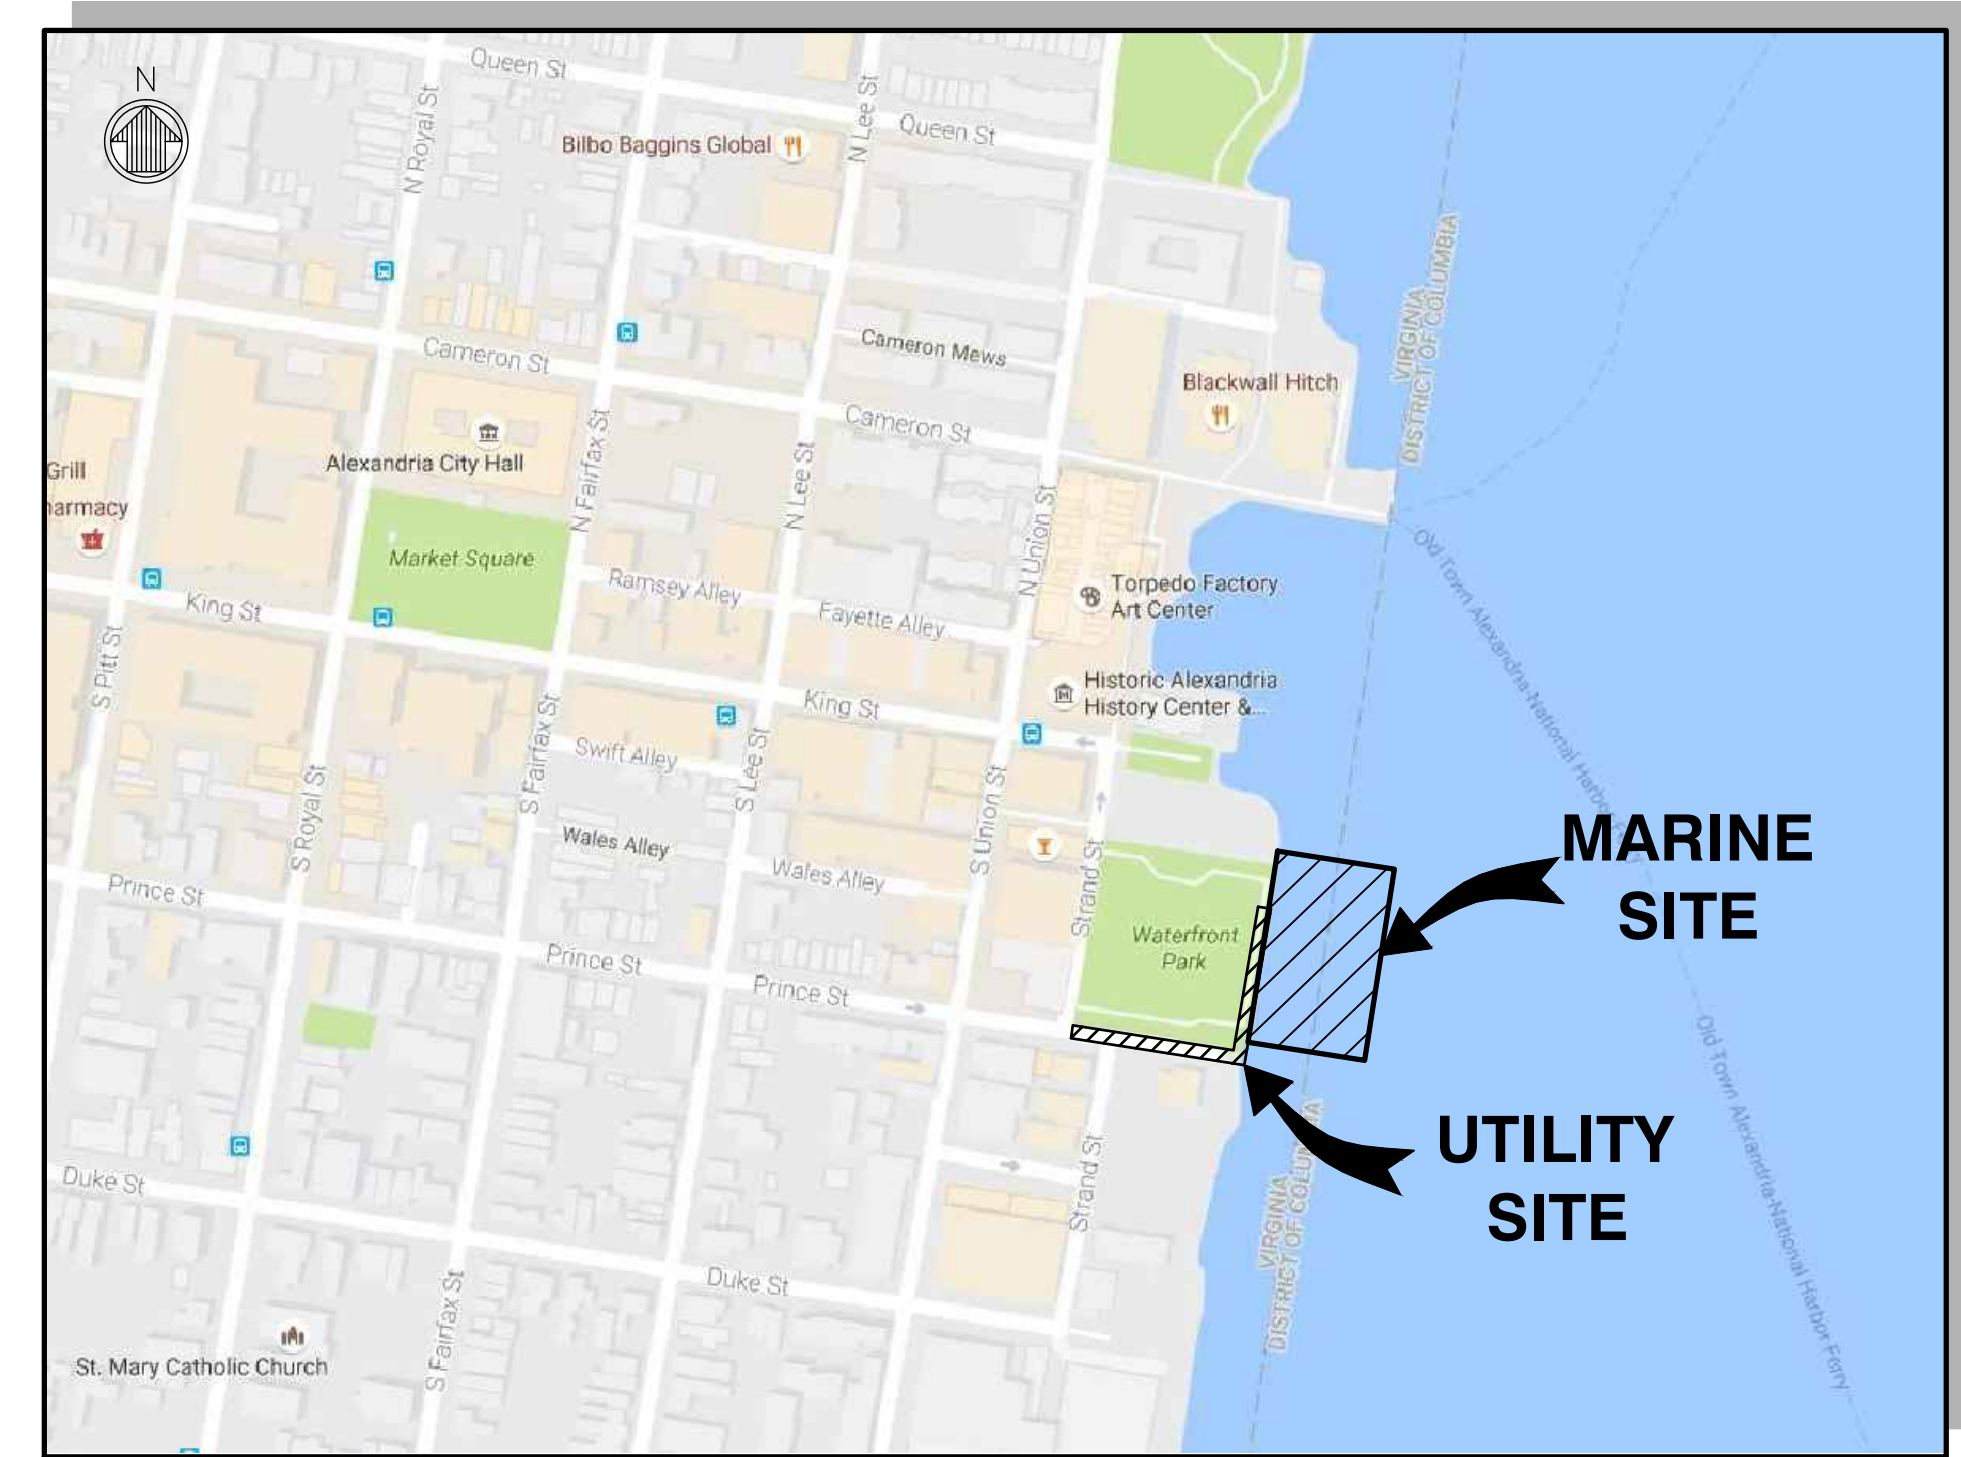 N
Queen St
N Royal St
Bilbo Baggins Global
N Lee St
Queen St
VIRGINIA
DISTRICT OF COLUMBIA
Cameron St
Cameron Mews
Blackwall Hitch
Cameron St
Grill
armacy
Alexandria City Hall
N Fairfax St
N Lee St
N Union St
Market Square
Ramsey Alley
Fayette Alley
Torpedo Factory
Art Center
Old Town Alexandria-National Harbor Ferry
King St
S Pitt St
King St
Historic Alexandria
History Center &...
S Royal St
S Fairfax St
Swift Alley
S Lee St
S Union St
Wales Alley
Wales Alley
Strand St
MARINE
SITE
Prince St
Prince St
Prince St
Waterfront
Park
Old Town Alexandria-National Harbor Ferry
UTILITY
SITE
VIRGINIA
DISTRICT OF COLUMBIA
Duke St
Strand St
S Fairfax St
Duke St
St. Mary Catholic Church